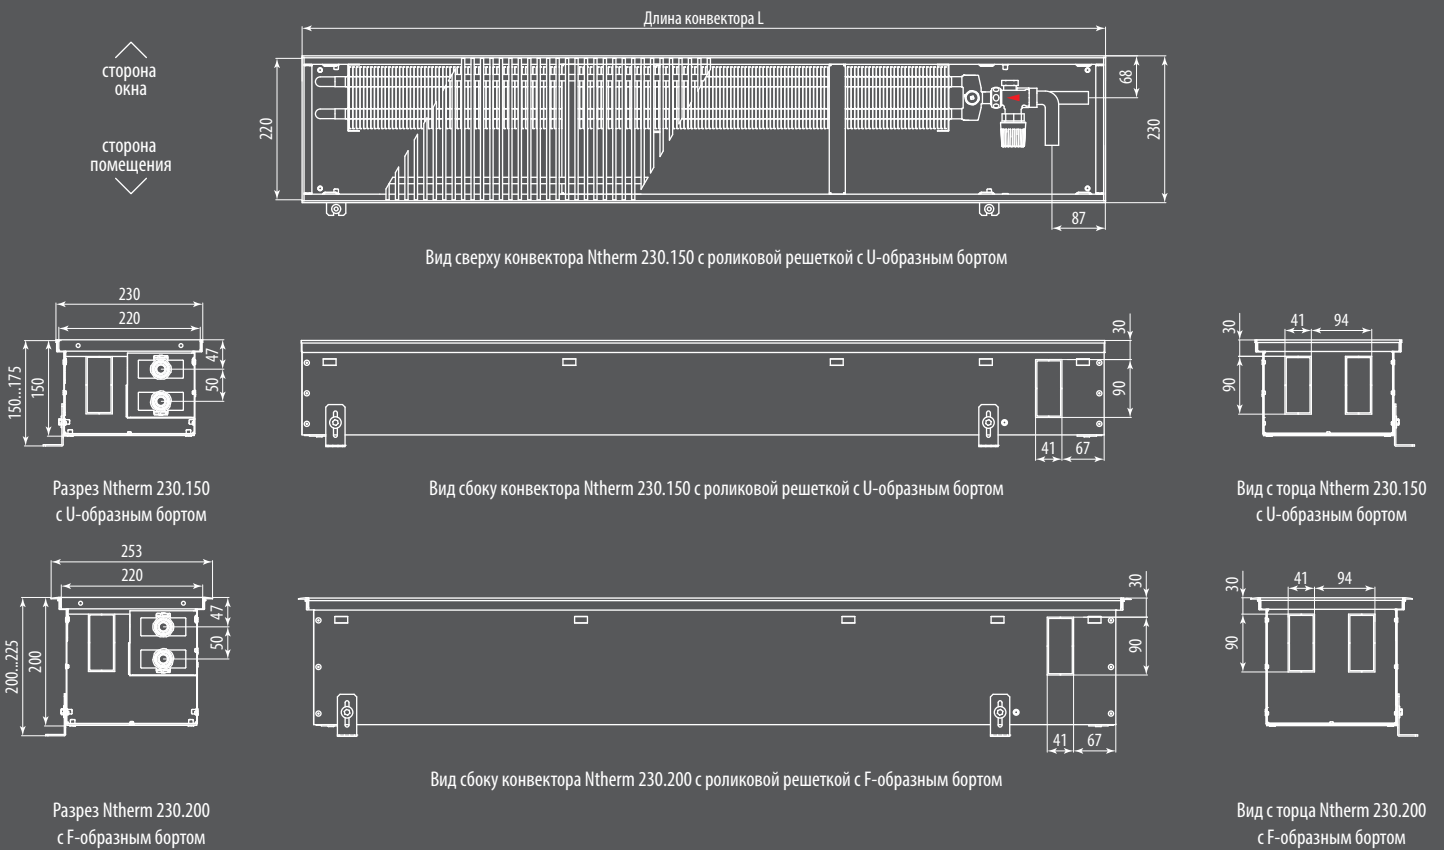 Длина конвектора L
сторона
окна
сторона
помещения
220
68
230
87
Вид сверху конвектора Ntherm 230.150 с роликовой решеткой с U-образным бортом
230
220
47
50
150
150...175
Разрез Ntherm 230.150
с U-образным бортом
30
90
41
67
Вид сбоку конвектора Ntherm 230.150 с роликовой решеткой с U-образным бортом
30
41
94
90
Вид с торца Ntherm 230.150
с U-образным бортом
253
220
47
50
200
200...225
Разрез Ntherm 230.200
с F-образным бортом
30
90
41
67
Вид сбоку конвектора Ntherm 230.200 с роликовой решеткой с F-образным бортом
30
41
94
90
Вид с торца Ntherm 230.200
с F-образным бортом